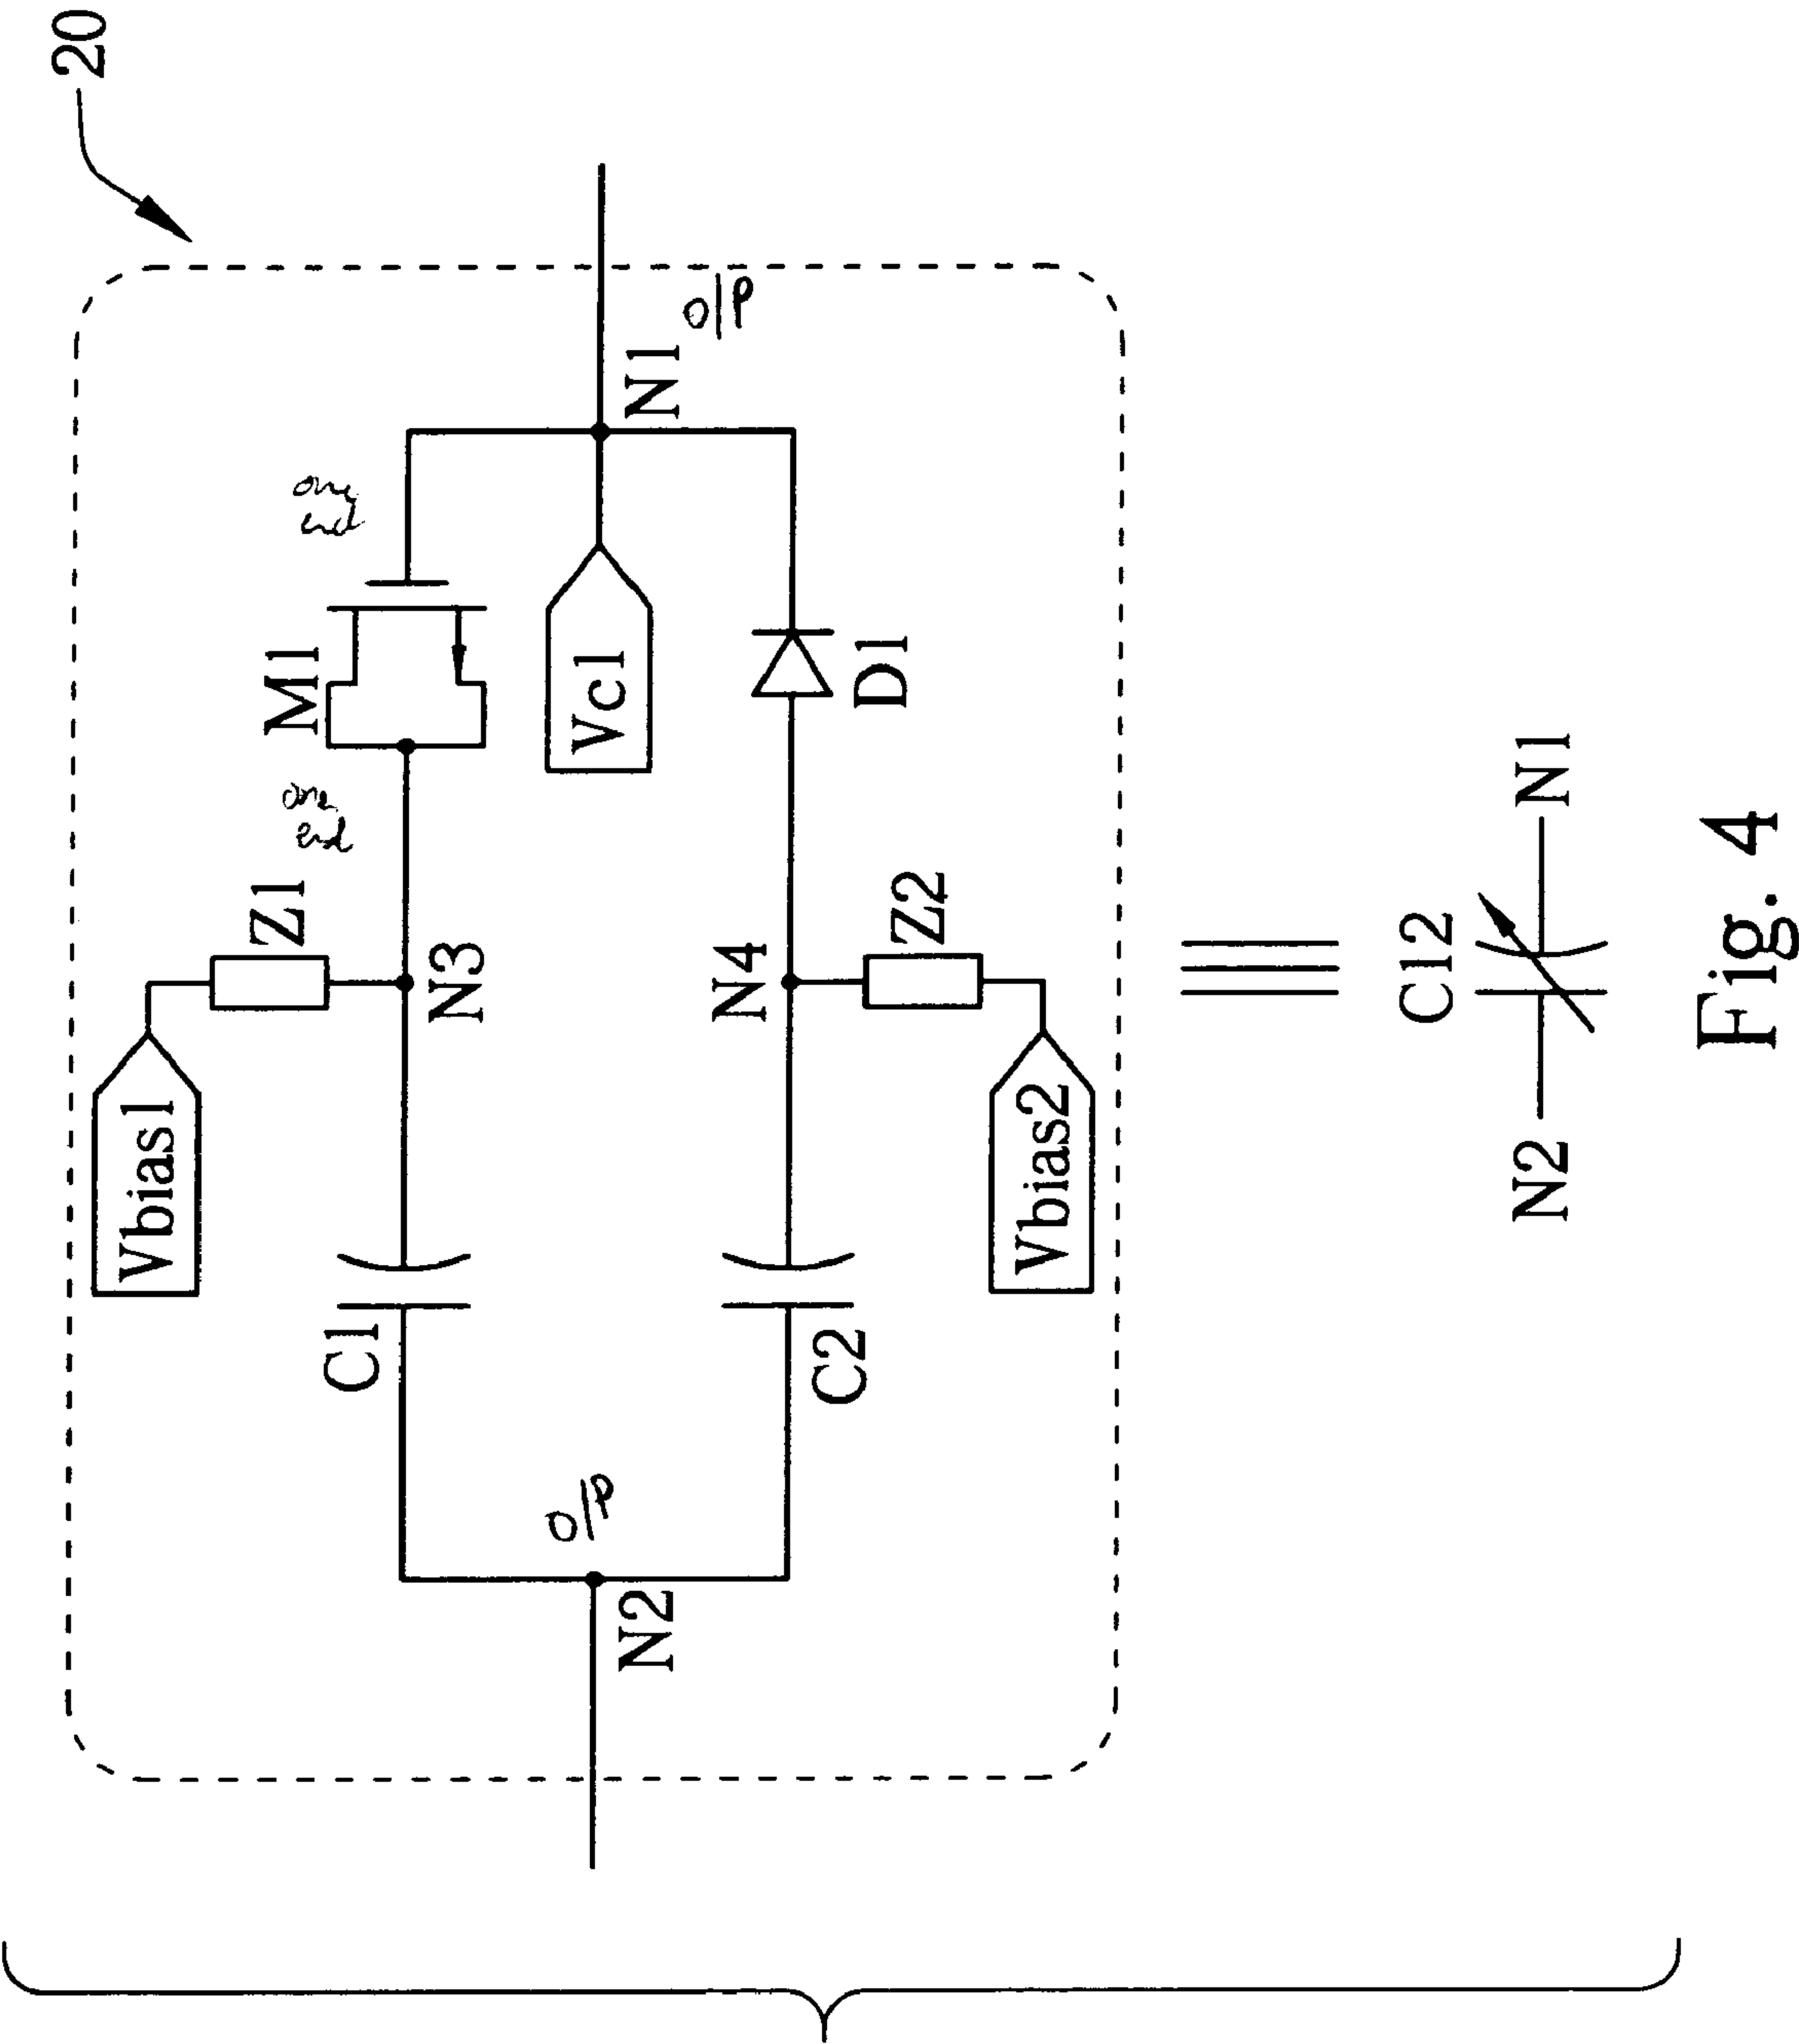 20
Vbias1
Z1
M1
one
end
one
end
C1
N3
Vc1
N1
O/P
O/P
N2
N4
D1
C2
Z2
Vbias2
C12
N2
N1
Fig. 4